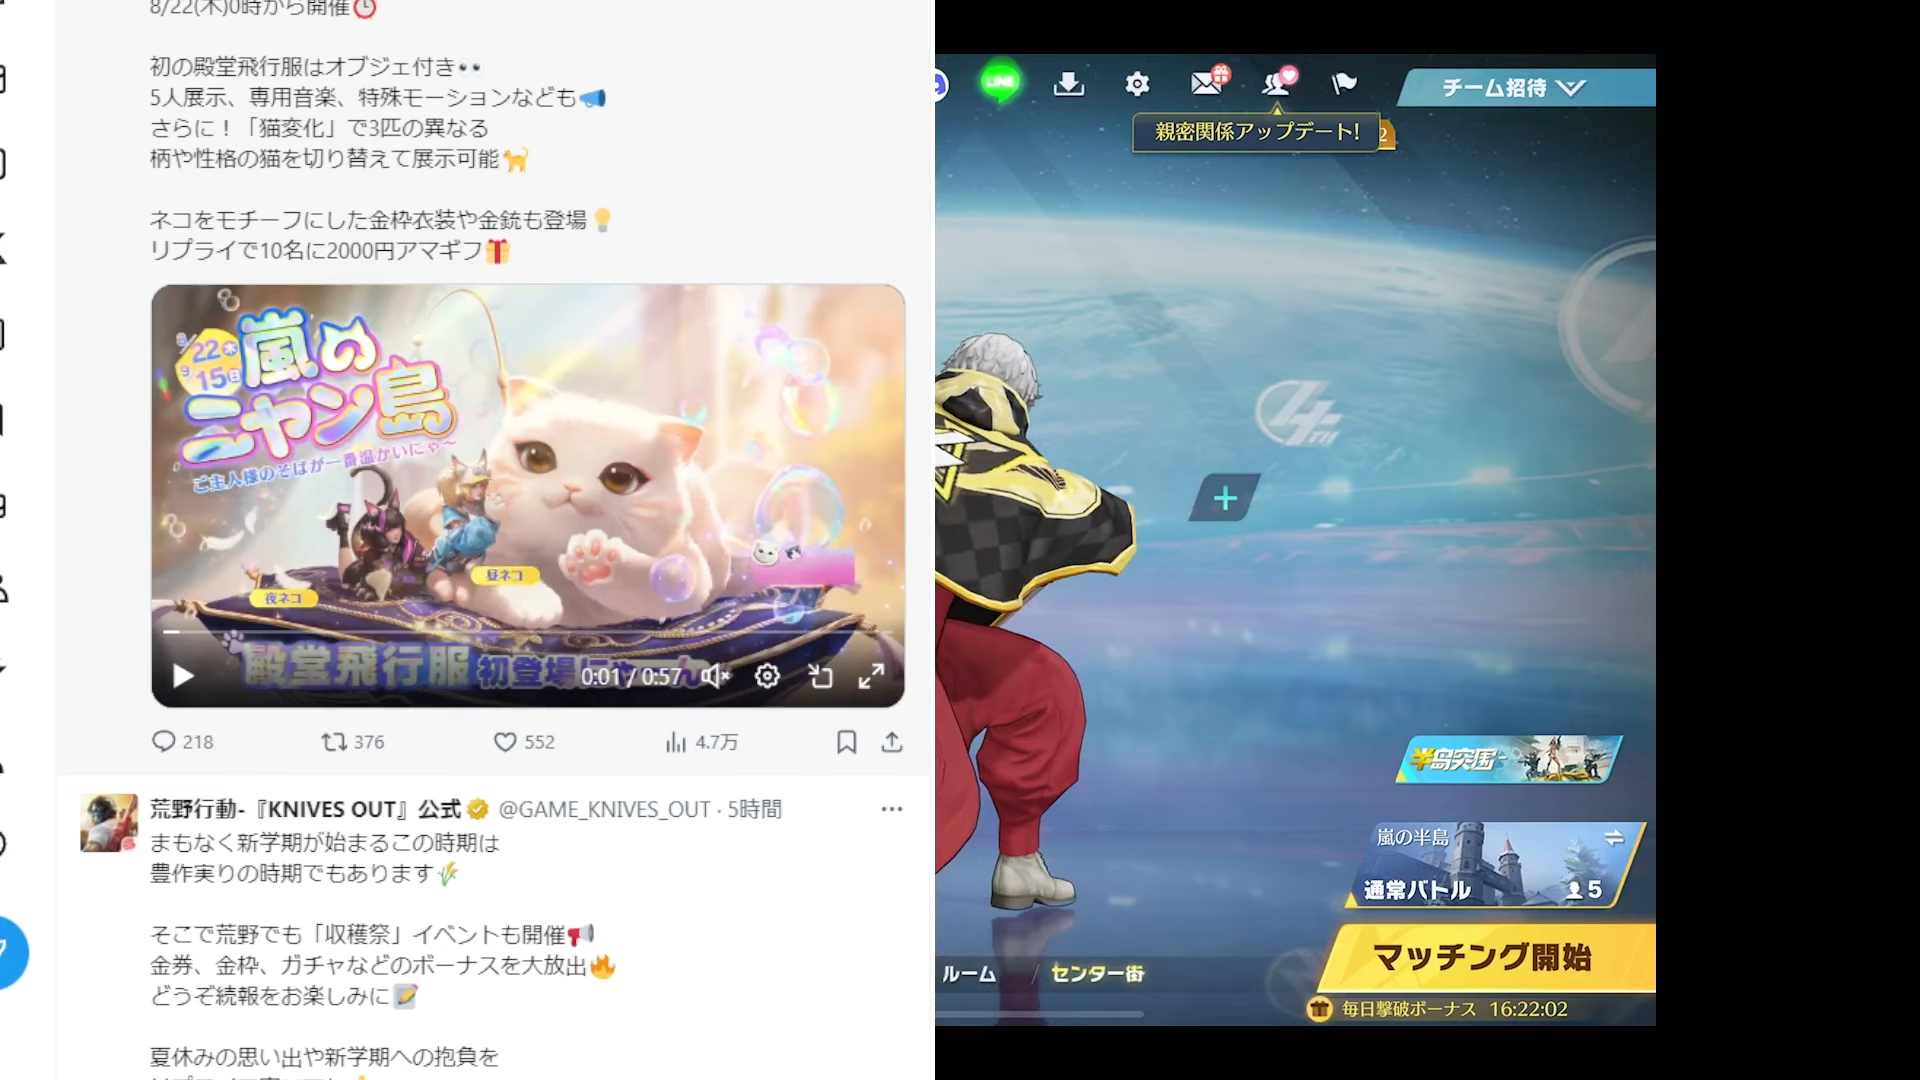 8/22(木)0時から開催
初の殿堂飛行服はオブジェ付き
5人展示、専用音楽、特殊モーションなども
さらに！「猫変化」で3匹の異なる
柄や性格の猫を切り替えて展示可能
ネコをモチーフにした金枠衣装や金銃も登場
リプライで10名に2000円アマギフ
8/22木
9/15日
嵐の
ニャン島
ご主人様のそばが一番温かいにゃ～
昼ネコ
夜ネコ
殿堂飛行服初登場にゃ
0:01 / 0:57
218
376
552
4.7万
荒野行動-『KNIVES OUT』公式 @GAME_KNIVES_OUT · 5時間
まもなく新学期が始まるこの時期は
豊作実りの時期でもあります
そこで荒野でも「収穫祭」イベントも開催
金券、金枠、ガチャなどのボーナスを大放出
どうぞ続報をお楽しみに
夏休みの思い出や新学期への抱負を
LINE
チーム招待
親密関係アップデート!
2
4TH
半岛突围
嵐の半島
通常バトル
5
マッチング開始
ルーム / センター街
毎日撃破ボーナス 16:22:02